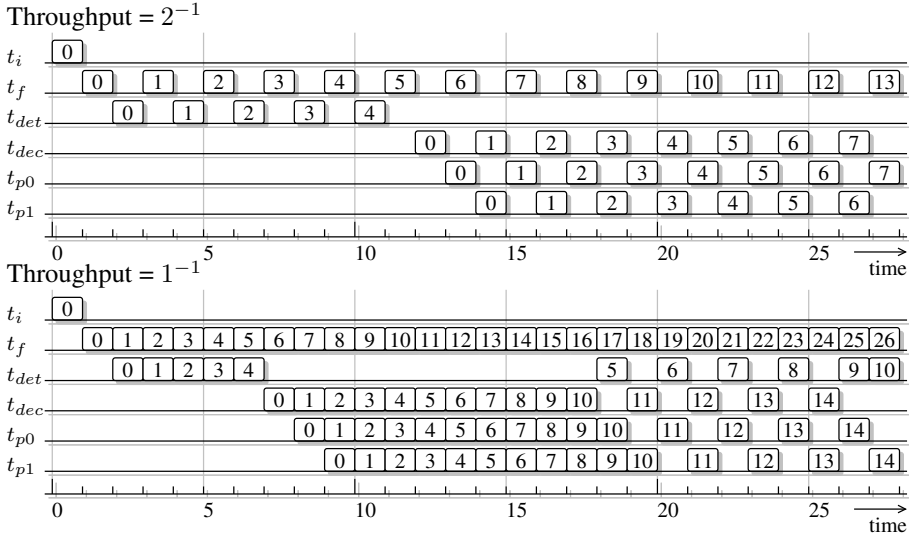 Throughput = 2⁻¹
t_i 0
t_f 0 1 2 3 4 5 6 7 8 9 10 11 12 13
t_det 0 1 2 3 4
t_dec 0 1 2 3 4 5 6 7
t_p0 0 1 2 3 4 5 6 7
t_p1 0 1 2 3 4 5 6
0 5 10 15 20 25
time
Throughput = 1⁻¹
t_i 0
t_f 0 1 2 3 4 5 6 7 8 9 10 11 12 13 14 15 16 17 18 19 20 21 22 23 24 25 26
t_det 0 1 2 3 4 5 6 7 8 9 10
t_dec 0 1 2 3 4 5 6 7 8 9 10 11 12 13 14
t_p0 0 1 2 3 4 5 6 7 8 9 10 11 12 13 14
t_p1 0 1 2 3 4 5 6 7 8 9 10 11 12 13 14
0 5 10 15 20 25
time